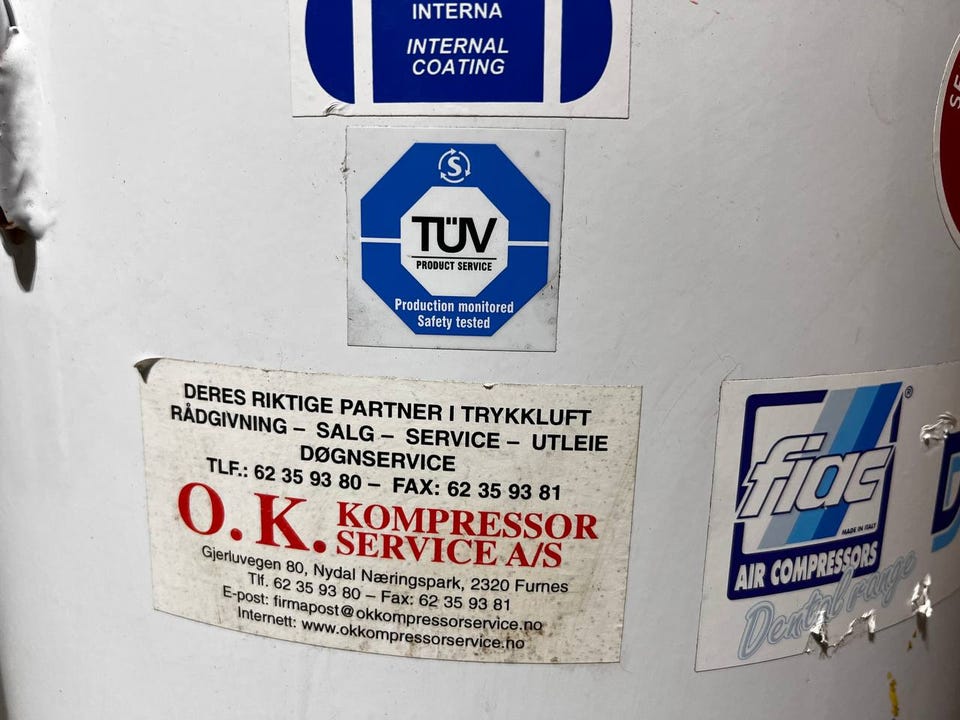 INTERNA
INTERNAL
COATING
S
TÜV
PRODUCT SERVICE
Production monitored
Safety tested
DERES RIKTIGE PARTNER I TRYKKLUFT
RÅDGIVNING – SALG – SERVICE – UTLEIE
DØGNSERVICE
TLF.: 62 35 93 80 – FAX: 62 35 93 81
O.K. KOMPRESSOR
SERVICE A/S
Gjerluvegen 80, Nydal Næringspark, 2320 Furnes
Tlf. 62 35 93 80 – Fax: 62 35 93 81
E-post: firmapost@okkompressorservice.no
Internett: www.okkompressorservice.no
fiac®
MADE IN ITALY
AIR COMPRESSORS
Dental range
SE